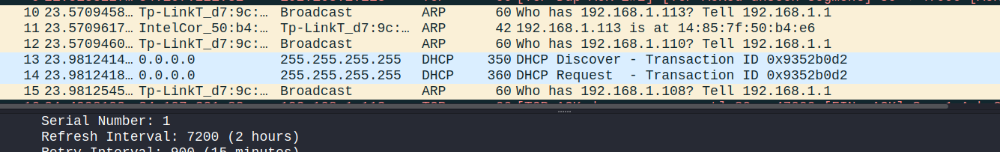 10 23.5709458… Tp-LinkT_d7:9c:… Broadcast ARP 60 Who has 192.168.1.113? Tell 192.168.1.1
11 23.5709617… IntelCor_50:b4:… Tp-LinkT_d7:9c:… ARP 42 192.168.1.113 is at 14:85:7f:50:b4:e6
12 23.5709460… Tp-LinkT_d7:9c:… Broadcast ARP 60 Who has 192.168.1.110? Tell 192.168.1.1
13 23.9812414… 0.0.0.0 255.255.255.255 DHCP 350 DHCP Discover - Transaction ID 0x9352b0d2
14 23.9812418… 0.0.0.0 255.255.255.255 DHCP 360 DHCP Request  - Transaction ID 0x9352b0d2
15 23.9812545… Tp-LinkT_d7:9c:… Broadcast ARP 60 Who has 192.168.1.108? Tell 192.168.1.1
Serial Number: 1
Refresh Interval: 7200 (2 hours)
Retry Interval: 900 (15 minutes)